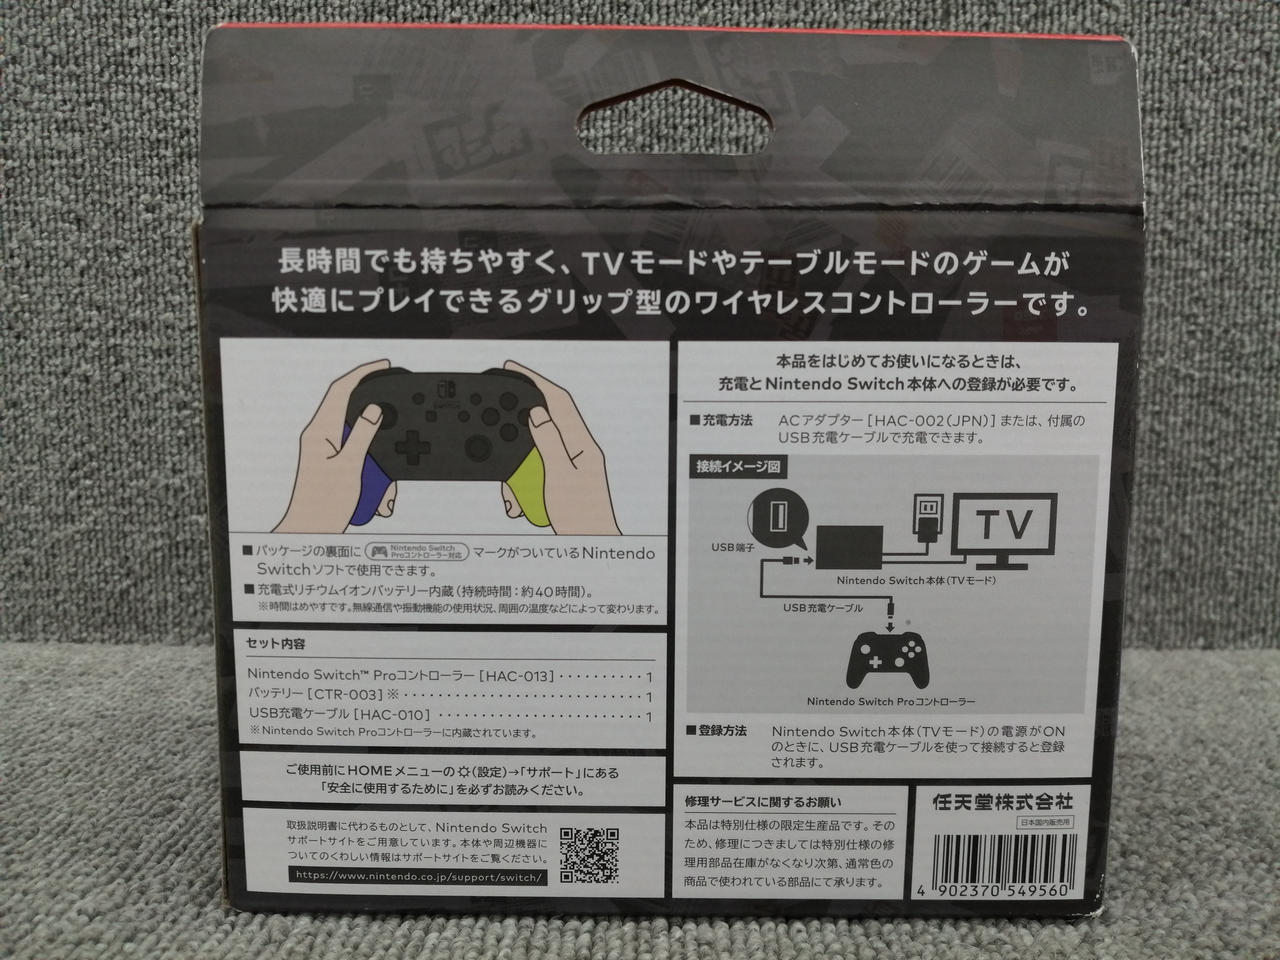 長時間でも持ちやすく、TVモードやテーブルモードのゲームが
快適にプレイできるグリップ型のワイヤレスコントローラーです。
SWITCH
■パッケージの裏面に Nintendo Switch Proコントローラー対応 マークがついているNintendo
Switchソフトで使用できます。
■充電式リチウムイオンバッテリー内蔵（持続時間：約40時間）。
※時間はめやすです。無線通信や振動機能の使用状況、周囲の温度などによって変わります。
セット内容
Nintendo Switch™ Proコントローラー［HAC-013］··········1
バッテリー［CTR-003］※··························1
USB充電ケーブル［HAC-010］······················1
※Nintendo Switch Proコントローラーに内蔵されています。
ご使用前にHOMEメニューの（設定）→「サポート」にある
「安全に使用するために」を必ずお読みください。
取扱説明書に代わるものとして、Nintendo Switch
サポートサイトをご用意しています。本体や周辺機器に
ついてのくわしい情報はサポートサイトをご覧ください。
https://www.nintendo.co.jp/support/switch/
本品をはじめてお使いになるときは、
充電とNintendo Switch本体への登録が必要です。
■充電方法 ACアダプター［HAC-002(JPN)］または、付属の
USB充電ケーブルで充電できます。
接続イメージ図
TV
USB端子
Nintendo Switch本体（TVモード）
USB充電ケーブル
Nintendo Switch Proコントローラー
■登録方法 Nintendo Switch本体（TVモード）の電源がON
のときに、USB充電ケーブルを使って接続すると登録
されます。
修理サービスに関するお願い
本品は特別仕様の限定生産品です。その
ため、修理につきましては特別仕様の修
理用部品在庫がなくなり次第、通常色の
商品で使われている部品にて承ります。
任天堂株式会社
日本国内販売用
4 902370 549560